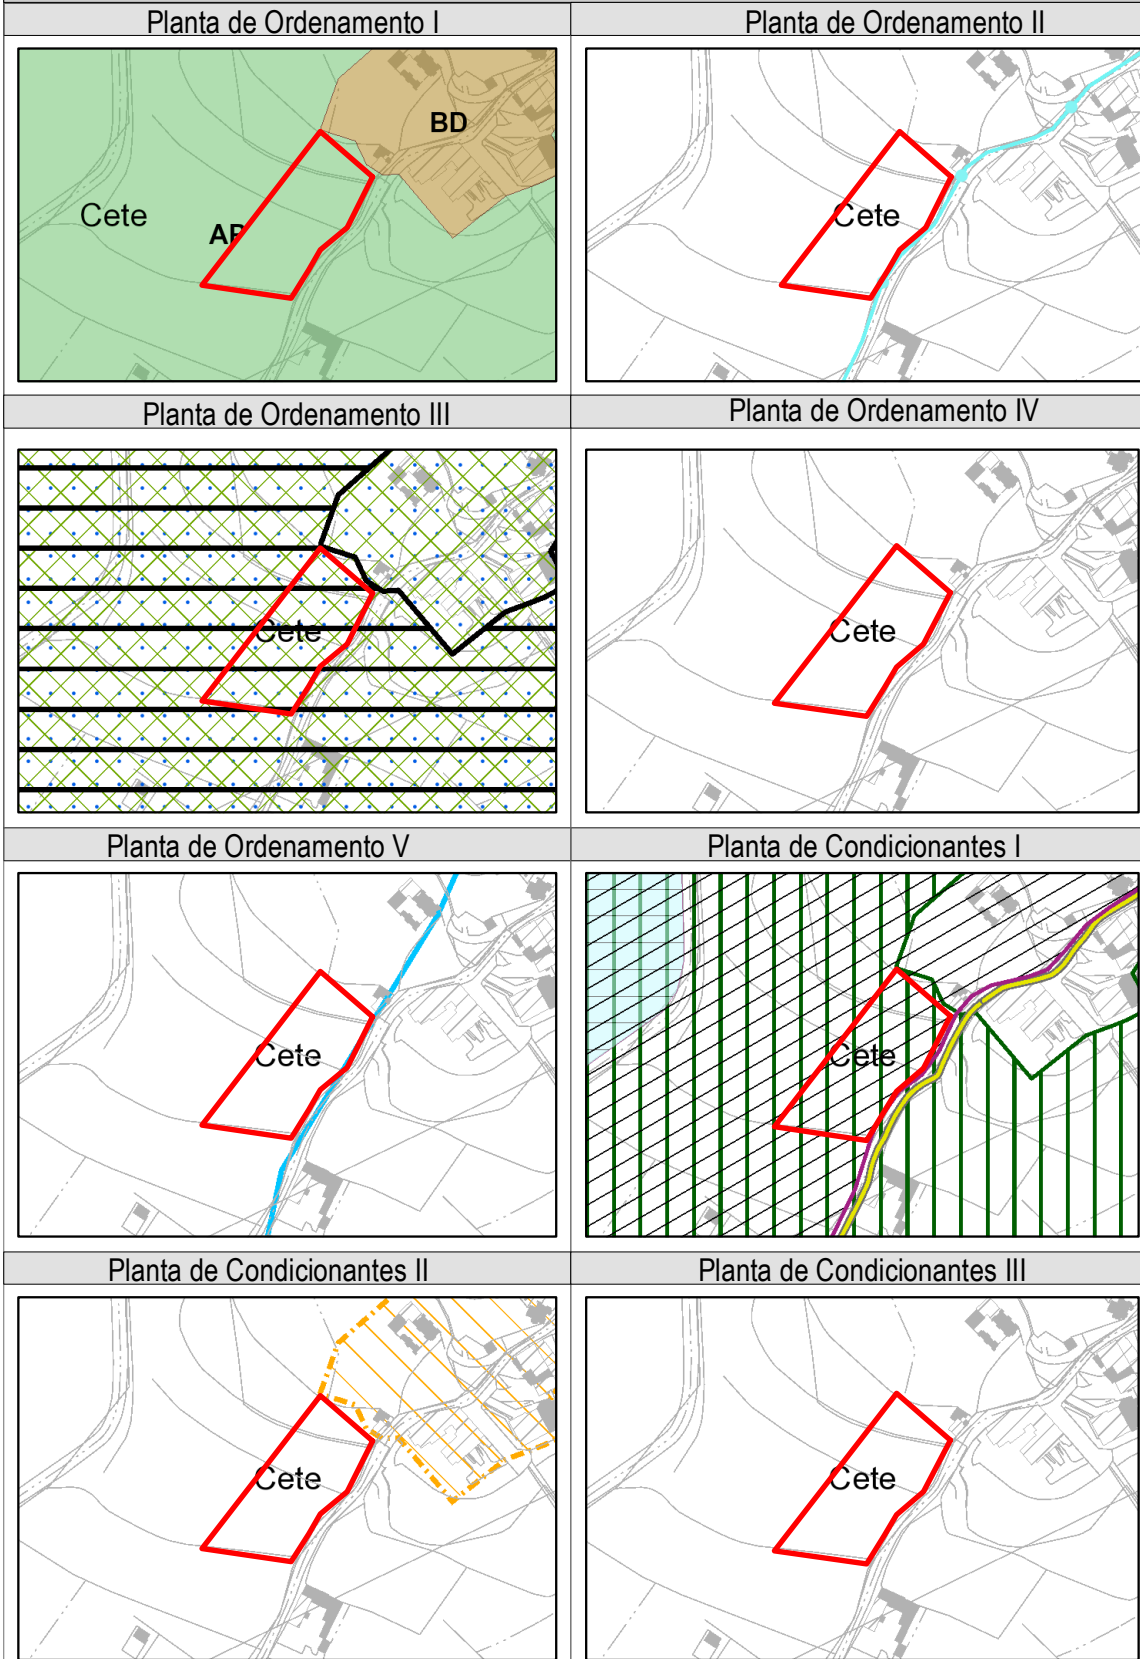 Planta de Ordenamento I
Planta de Ordenamento II
BD
Cete
Cete
Planta de Ordenamento III
Planta de Ordenamento IV
Cete
Cete
Planta de Ordenamento V
Planta de Condicionantes I
Cete
Cete
Planta de Condicionantes II
Planta de Condicionantes III
Cete
Cete